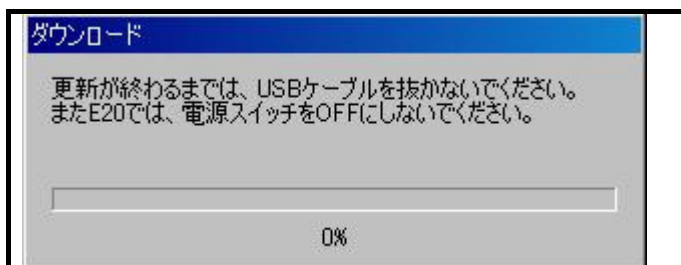 ダウンロード
更新が終わるまでは、USBケーブルを抜かないでください。
またE20では、電源スイッチをOFFにしないでください。
0%